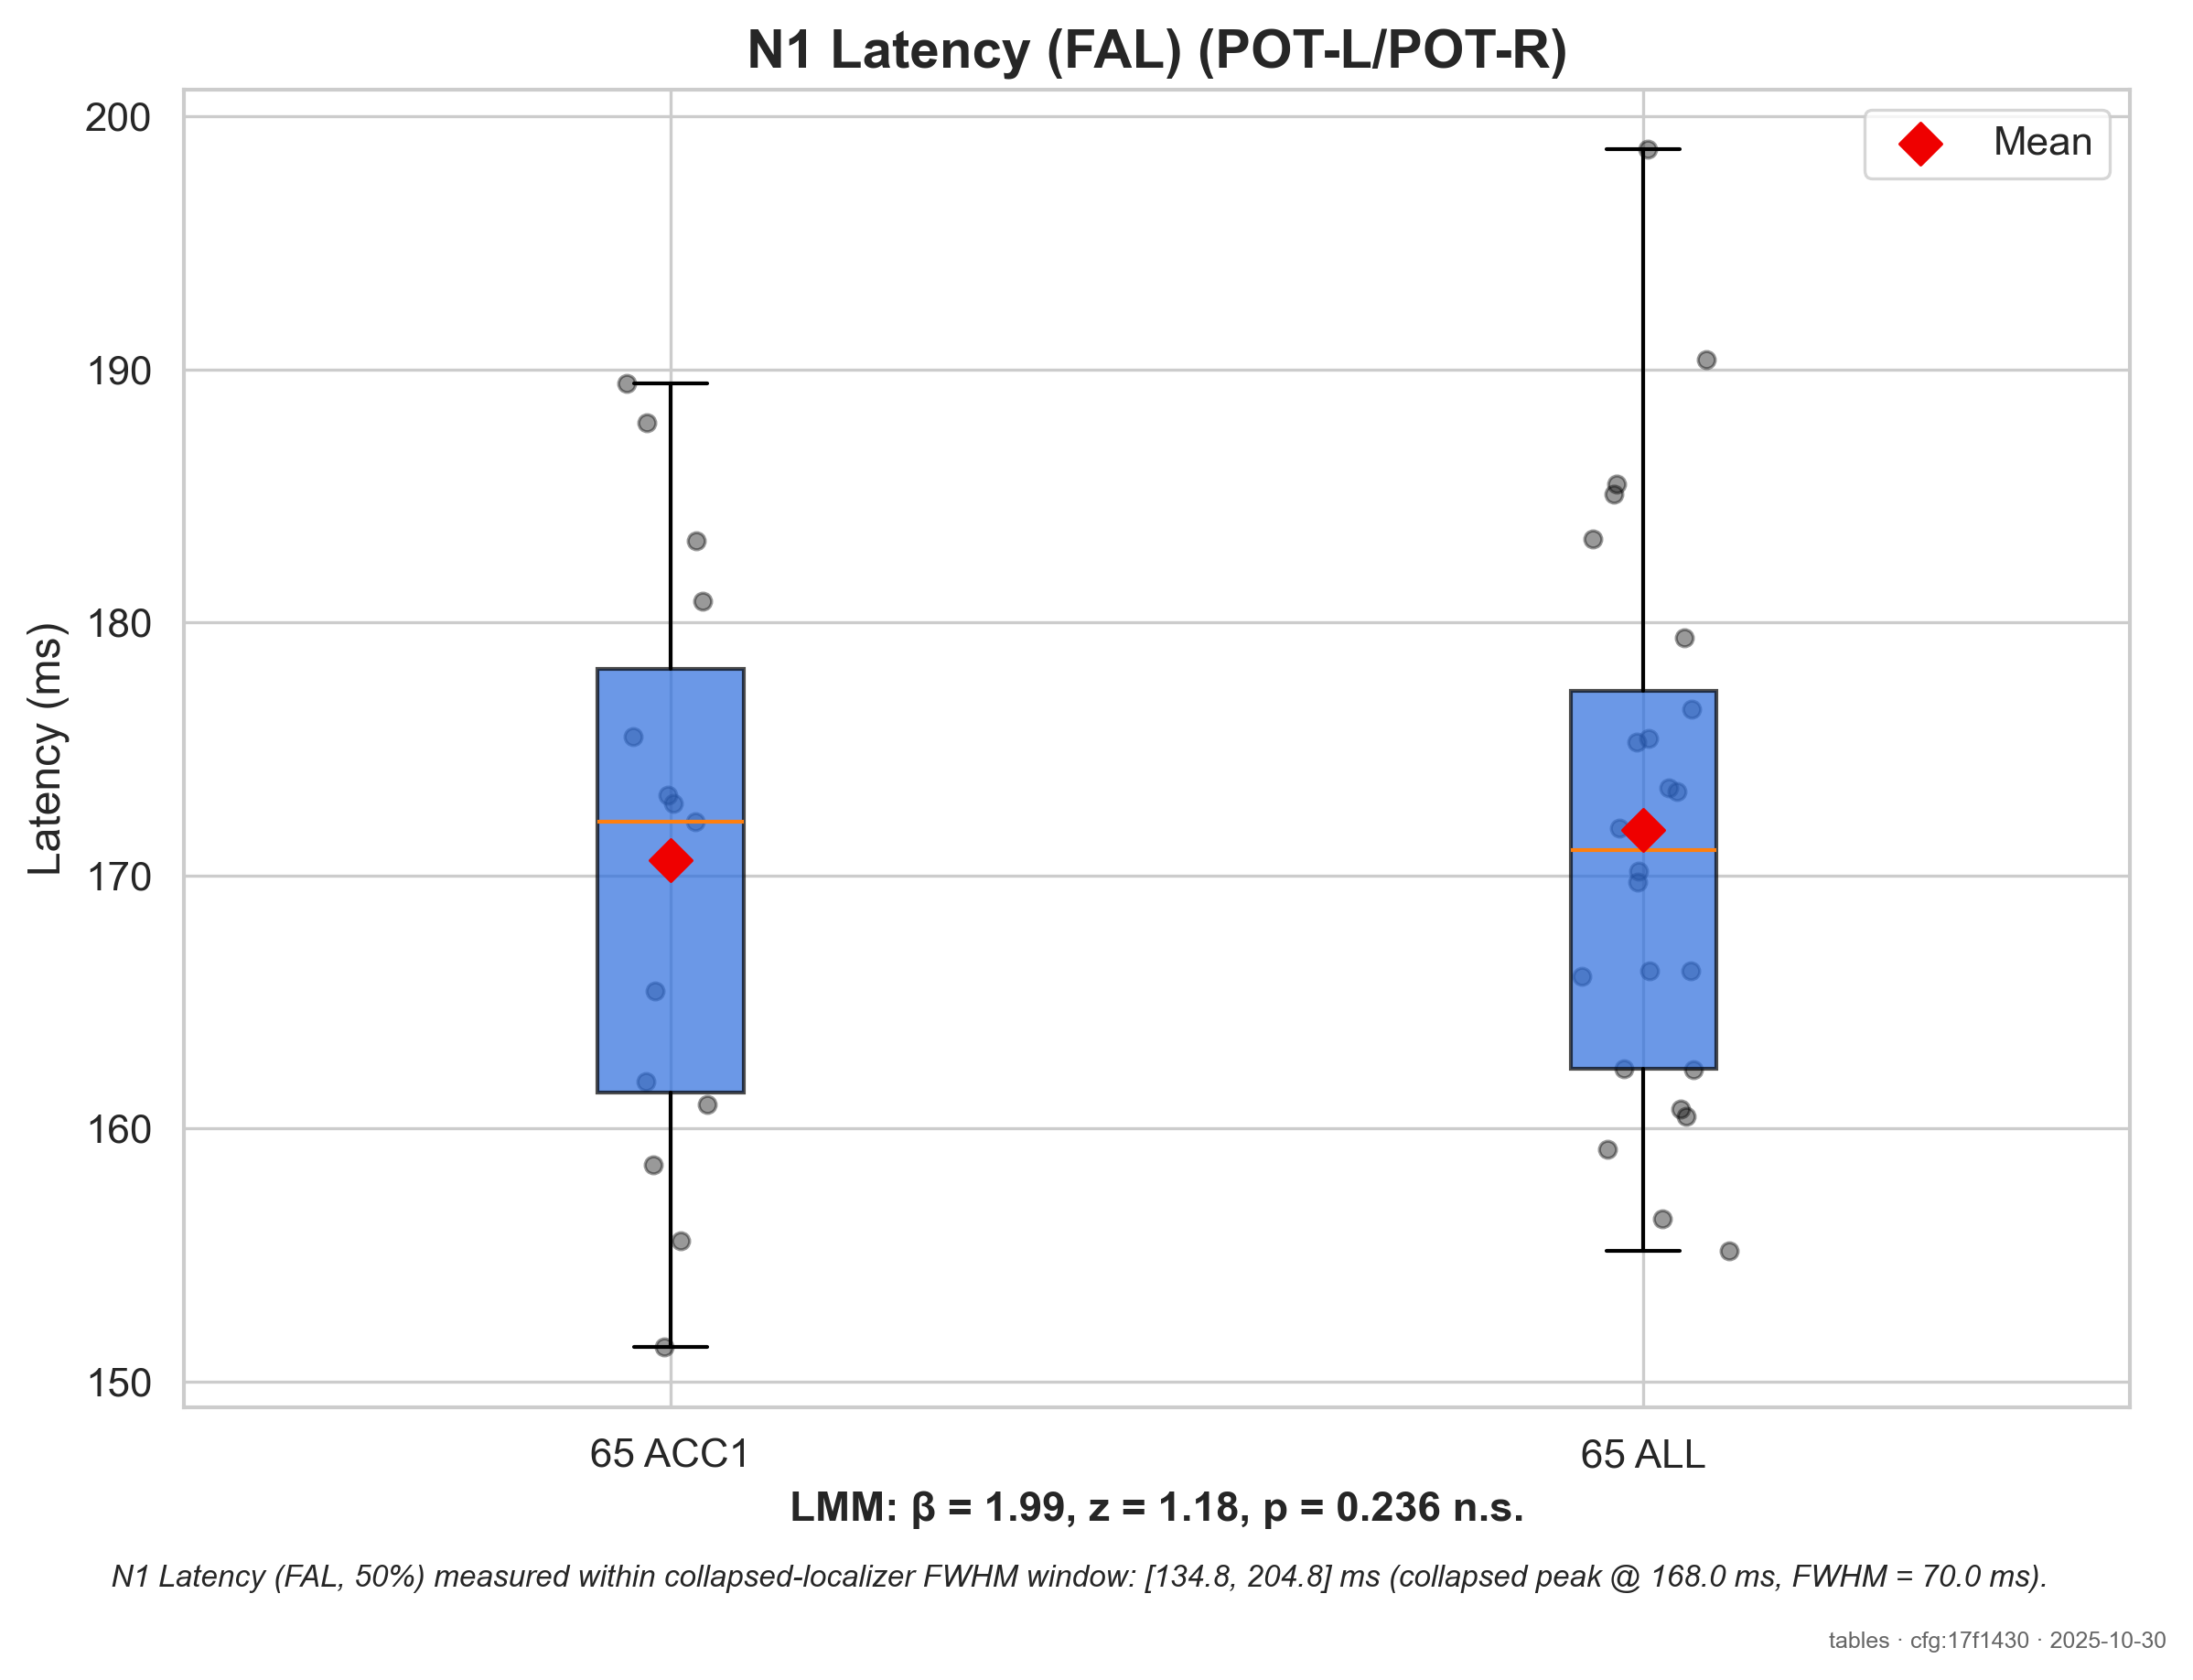 N1 Latency (FAL) (POT-L/POT-R)
Mean
Latency (ms)
200
190
180
170
160
150
65 ACC1
65 ALL
LMM: β = 1.99, z = 1.18, p = 0.236 n.s.
N1 Latency (FAL, 50%) measured within collapsed-localizer FWHM window: [134.8, 204.8] ms (collapsed peak @ 168.0 ms, FWHM = 70.0 ms).
tables · cfg:17f1430 · 2025-10-30